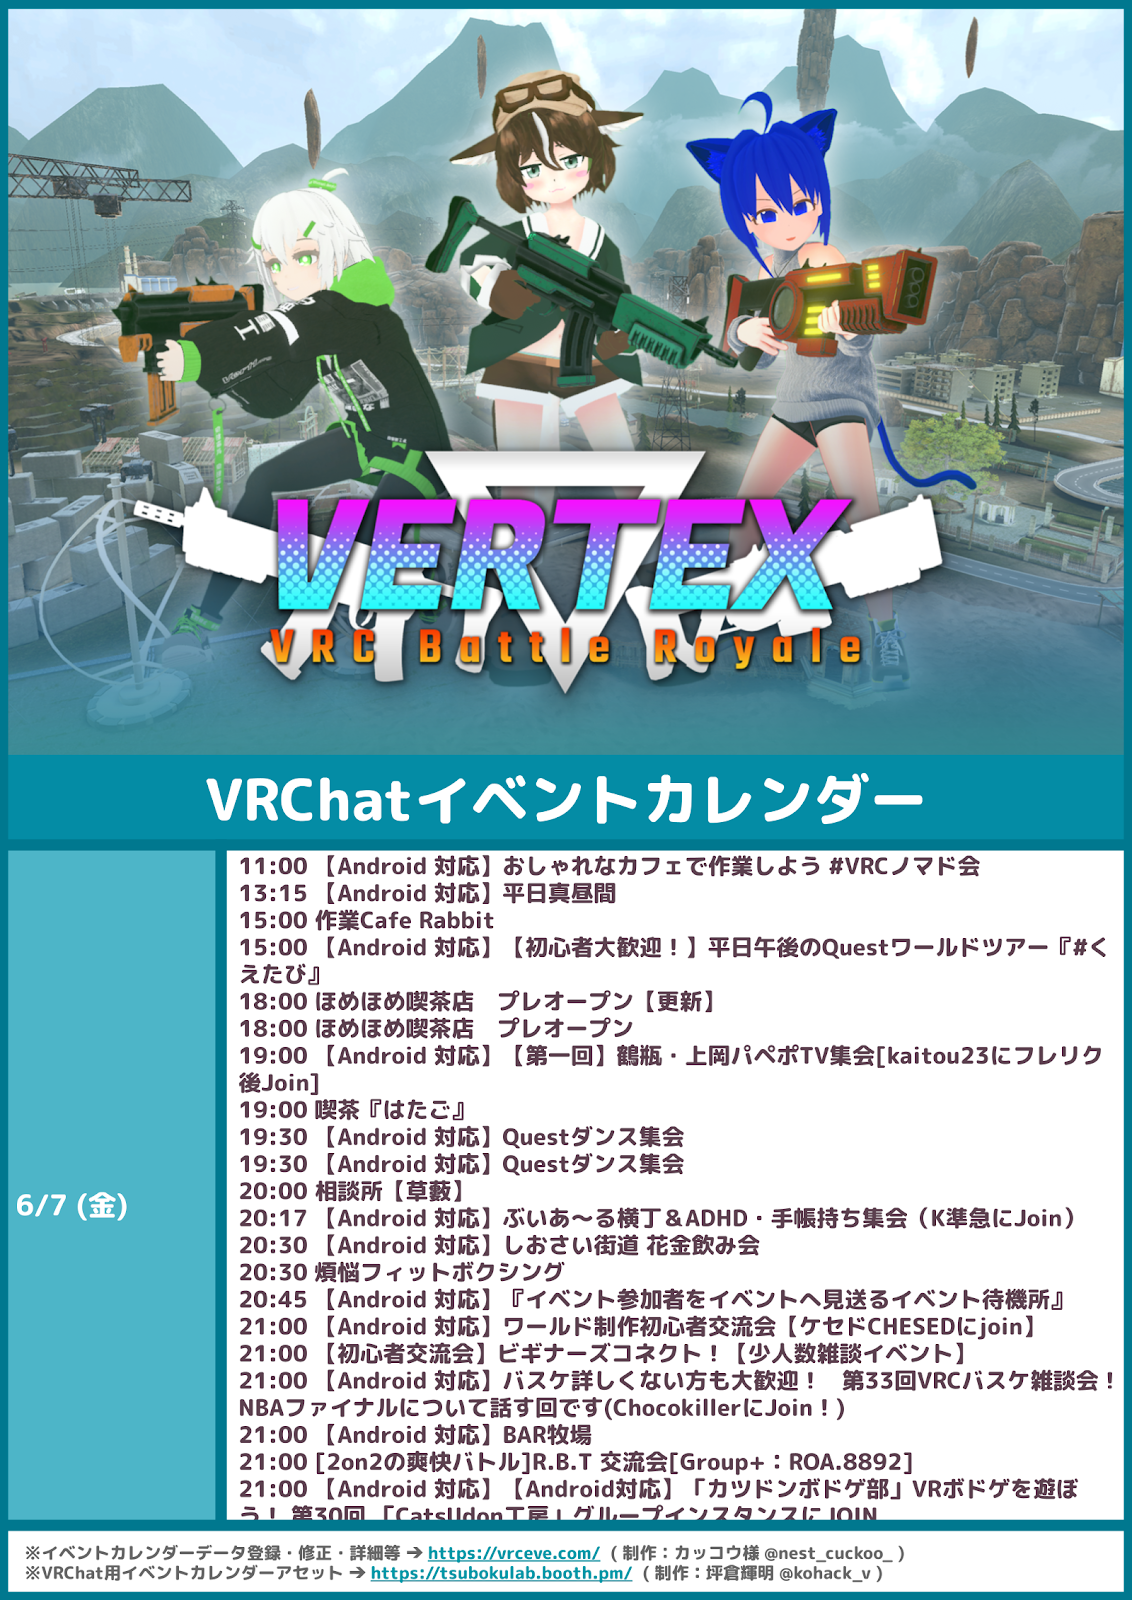 VERTEX
VRC Battle Royale
VRChatイベントカレンダー
6/7 (金)
11:00 【Android 対応】おしゃれなカフェで作業しよう #VRCノマド会
13:15 【Android 対応】平日真昼間
15:00 作業Cafe Rabbit
15:00 【Android 対応】【初心者大歓迎！】平日午後のQuestワールドツアー『#く
えたび』
18:00 ほめほめ喫茶店　プレオープン【更新】
18:00 ほめほめ喫茶店　プレオープン
19:00 【Android 対応】【第一回】鶴瓶・上岡パペポTV集会[kaitou23にフレリク
後Join]
19:00 喫茶『はたご』
19:30 【Android 対応】Questダンス集会
19:30 【Android 対応】Questダンス集会
20:00 相談所【草藪】
20:17 【Android 対応】ぶいあ～る横丁＆ADHD・手帳持ち集会（K準急にJoin）
20:30 【Android 対応】しおさい街道 花金飲み会
20:30 煩悩フィットボクシング
20:45 【Android 対応】『イベント参加者をイベントへ見送るイベント待機所』
21:00 【Android 対応】ワールド制作初心者交流会【ケセドCHESEDにjoin】
21:00 【初心者交流会】ビギナーズコネクト！【少人数雑談イベント】
21:00 【Android 対応】バスケ詳しくない方も大歓迎！　第33回VRCバスケ雑談会！
NBAファイナルについて話す回です(ChocokillerにJoin！)
21:00 【Android 対応】BAR牧場
21:00 [2on2の爽快バトル]R.B.T 交流会[Group+：ROA.8892]
21:00 【Android 対応】【Android対応】「カツドンボドゲ部」VRボドゲを遊ぼ
う！ 第30回 「CatsUdon工房」グループインスタンスに JOIN
※イベントカレンダーデータ登録・修正・詳細等 ➔ https://vrceve.com/ （ 制作：カッコウ様 @nest_cuckoo_ ）
※VRChat用イベントカレンダーアセット ➔ https://tsubokulab.booth.pm/ （ 制作：坪倉輝明 @kohack_v ）